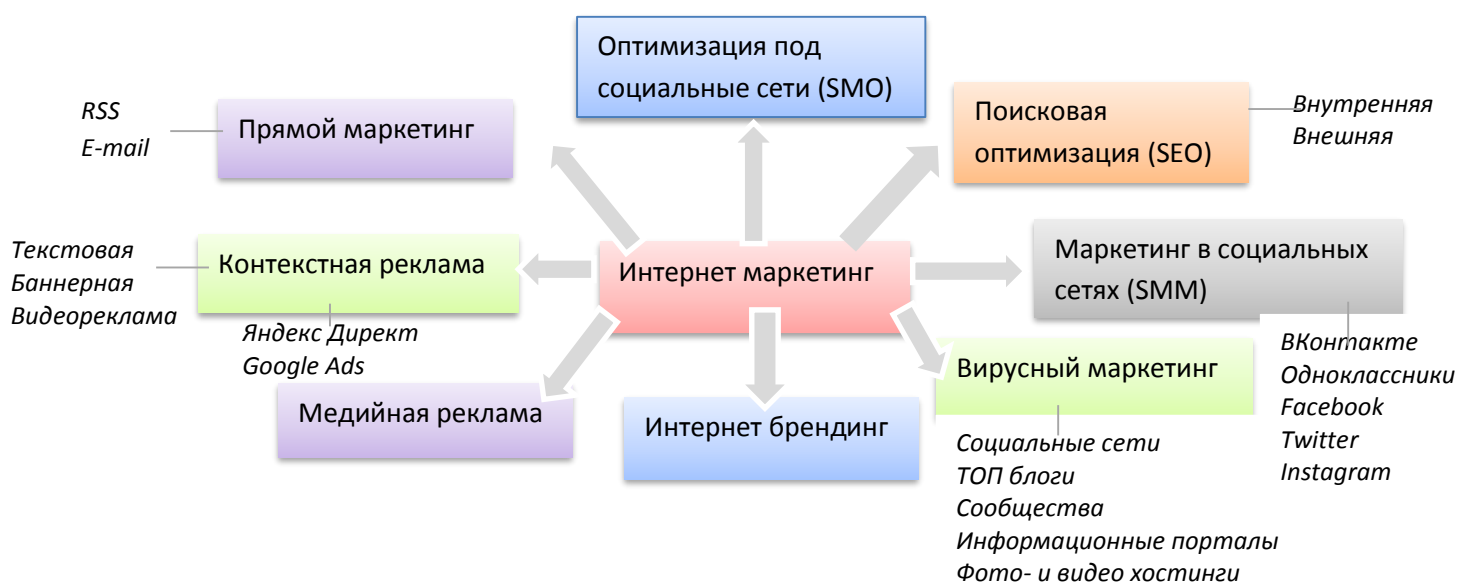 Оптимизация под
социальные сети (SMO)
RSS
E-mail
Прямой маркетинг
Поисковая
оптимизация (SEO)
Внутренняя
Внешняя
Текстовая
Баннерная
Видеореклама
Контекстная реклама
Интернет маркетинг
Маркетинг в социальных
сетях (SMM)
Яндекс Директ
Google Ads
ВКонтакте
Одноклассники
Facebook
Twitter
Instagram
Медийная реклама
Интернет брендинг
Вирусный маркетинг
Социальные сети
ТОП блоги
Сообщества
Информационные порталы
Фото- и видео хостинги